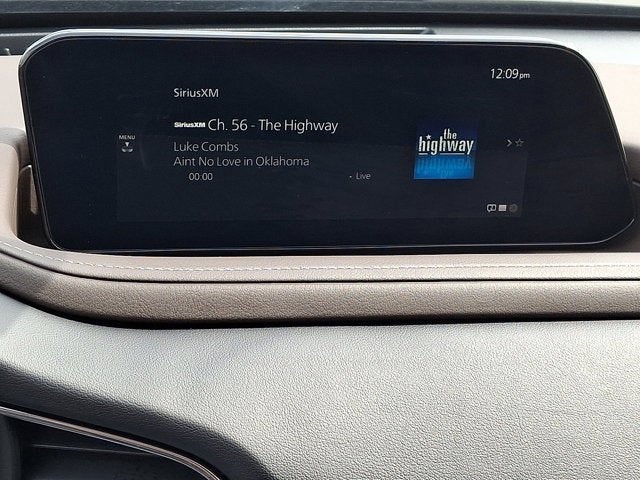 12:09pm
SiriusXM
SiriusXM Ch. 56 - The Highway
MENU
Luke Combs
Aint No Love in Oklahoma
00:00
• Live
the
highway